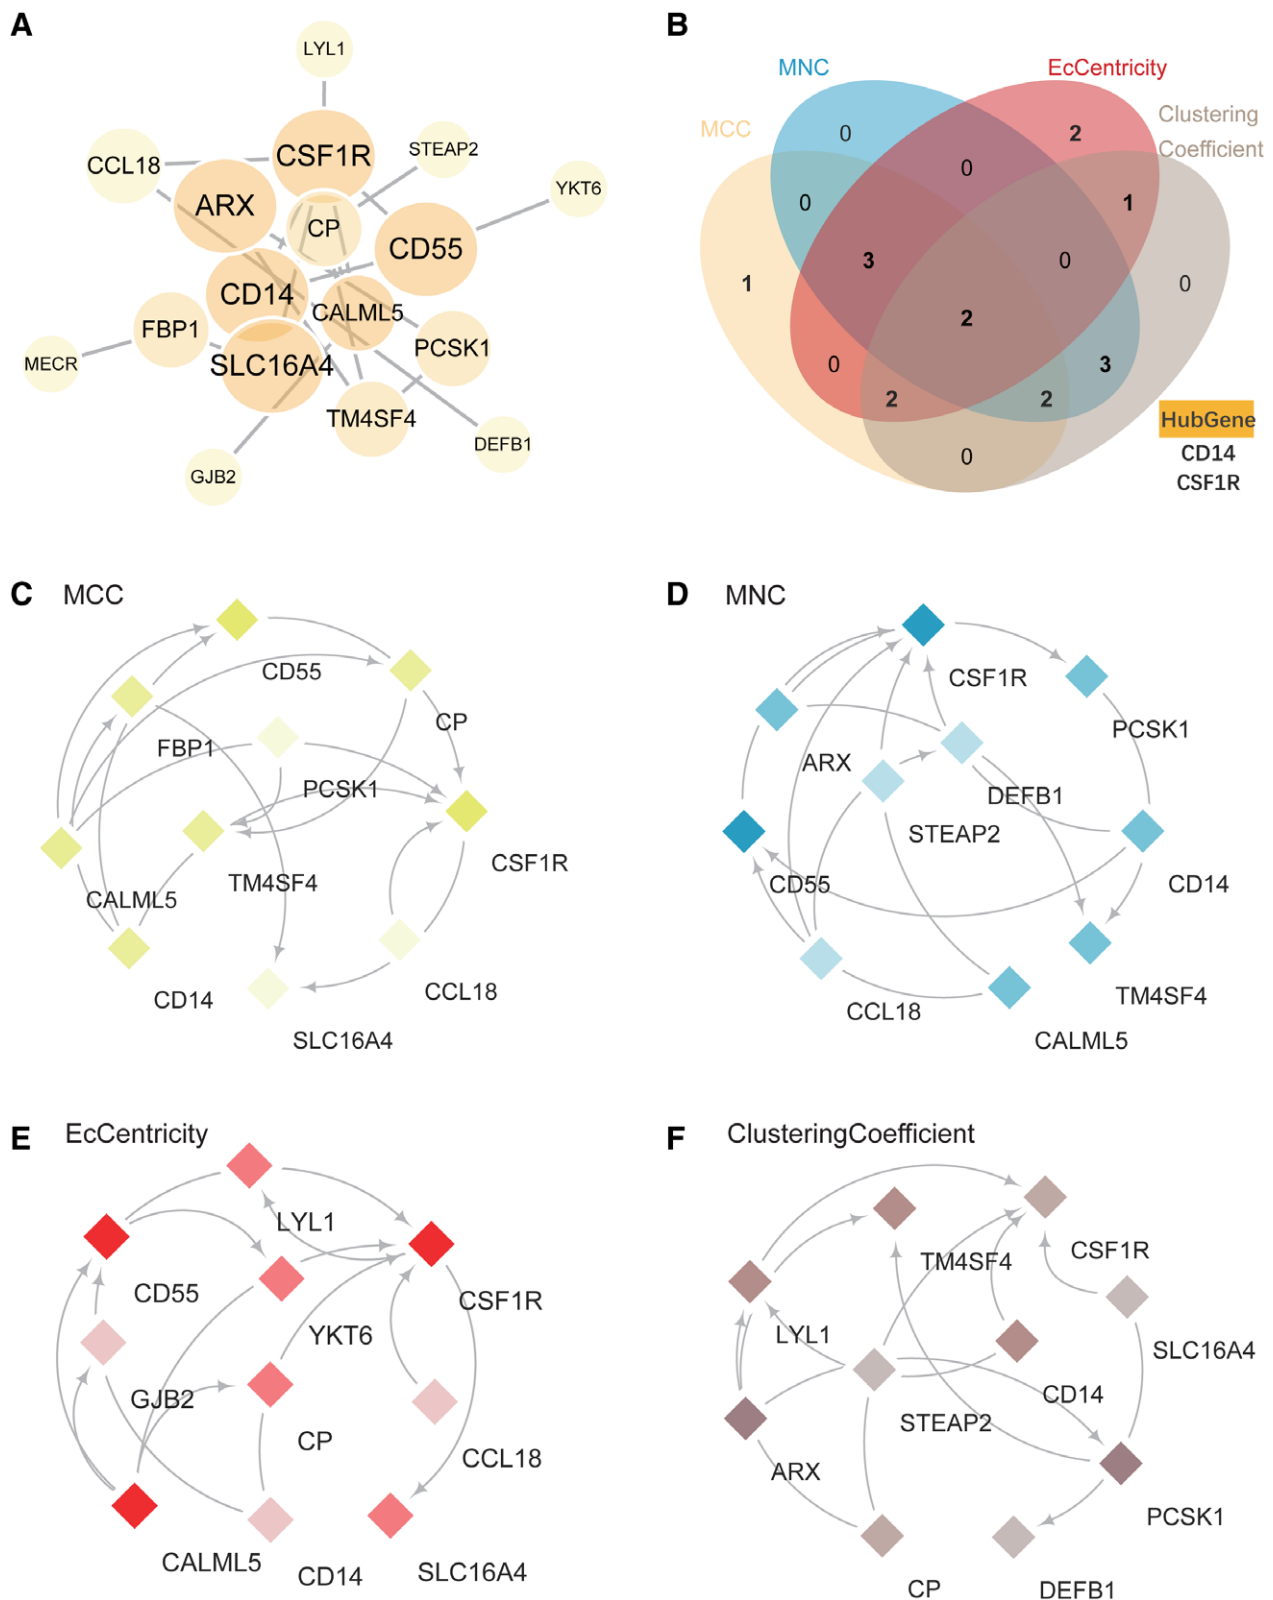 A
LYL1
CCL18
CSF1R
STEAP2
YKT6
ARX
CP
CD55
CD14
CALML5
FBP1
PCSK1
MECR
SLC16A4
TM4SF4
DEFB1
GJB2
B
MNC
EcCentricity
MCC
Clustering
Coefficient
0
2
0
0
1
3
0
1
0
2
0
3
2
2
0
HubGene
CD14
CSF1R
C MCC
CD55
CP
FBP1
PCSK1
CSF1R
TM4SF4
CALML5
CD14
CCL18
SLC16A4
D MNC
CSF1R
PCSK1
ARX
DEFB1
STEAP2
CD55
CD14
TM4SF4
CCL18
CALML5
E EcCentricity
LYL1
CD55
CSF1R
YKT6
GJB2
CP
CCL18
CALML5
CD14
SLC16A4
F ClusteringCoefficient
TM4SF4
CSF1R
LYL1
SLC16A4
CD14
STEAP2
ARX
PCSK1
CP
DEFB1